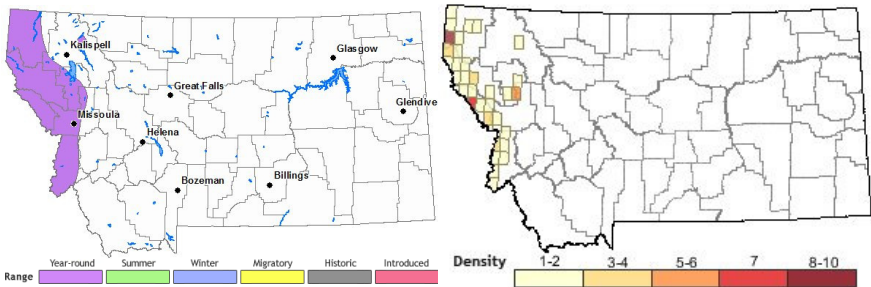 Kalispell
Glasgow
Great Falls
Glendive
Missoula
Helena
Bozeman
Billings
Range Year-round Summer Winter Migratory Historic Introduced
Density 1-2 3-4 5-6 7 8-10